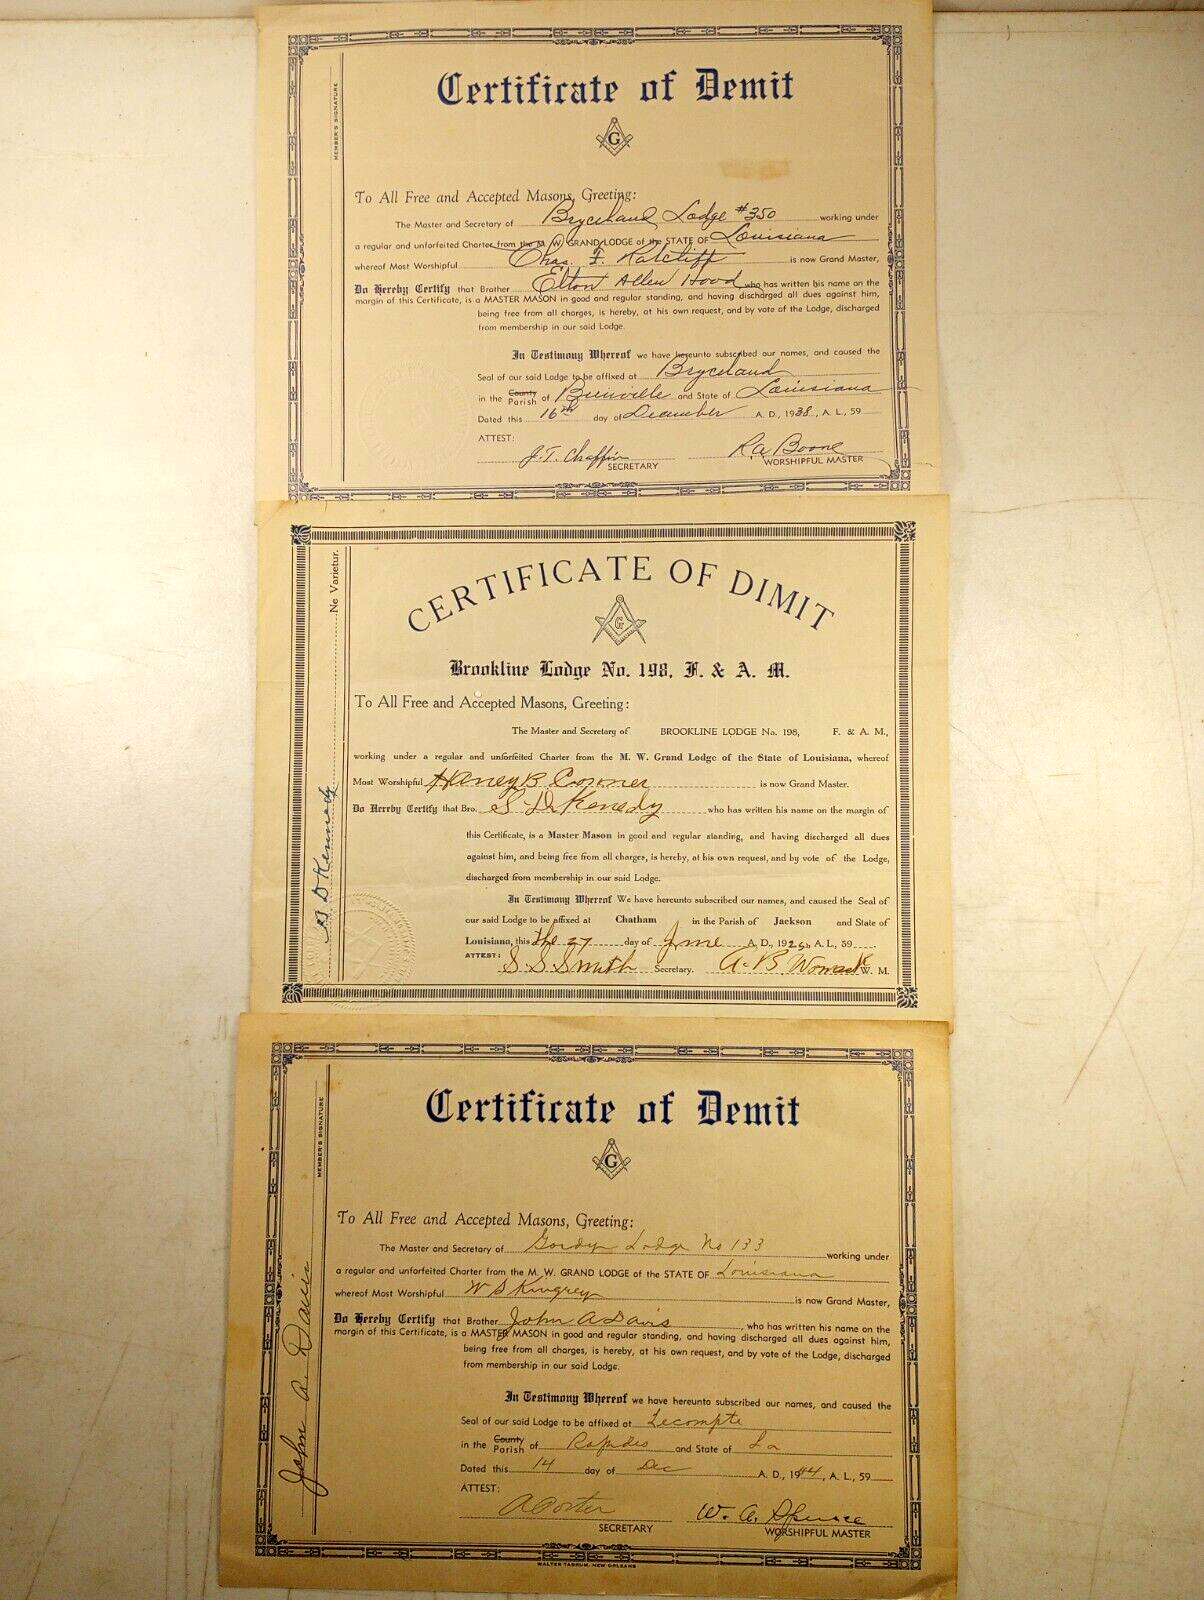 Certificate of Demit
G
MEMBER'S SIGNATURE
To All Free and Accepted Masons, Greeting:
The Master and Secretary of Bryceland Lodge #350 working under
a regular and unforfeited Charter from the M. W. GRAND LODGE of the STATE OF Louisiana
whereof Most Worshipful Chas. F. Ratcliff is now Grand Master,
Do Hereby Certify that Brother Elton Allen Hood who has written his name on the
margin of this Certificate, is a MASTER MASON in good and regular standing, and having discharged all dues against him,
being free from all charges, is hereby, at his own request, and by vote of the Lodge, discharged
from membership in our said Lodge.
In Testimony Whereof we have hereunto subscribed our names, and caused the
Seal of our said Lodge to be affixed at Bryceland
in the County Parish of Bienville and State of Louisiana
Dated this 16th day of December A. D., 1938, A. L., 59
ATTEST:
J. T. Chaffin R. A. Boone
SECRETARY WORSHIPFUL MASTER
Ne Varietur.
S D Kennedy
CERTIFICATE OF DIMIT
G
Brookline Lodge No. 198, F. & A. M.
To All Free and Accepted Masons, Greeting:
The Master and Secretary of BROOKLINE LODGE No. 198, F. & A. M.,
working under a regular and unforfeited Charter from the M. W. Grand Lodge of the State of Louisiana, whereof
Most Worshipful is now Grand Master.
Do Hereby Certify that Bro. S D Kenedy who has written his name on the margin of
this Certificate, is a Master Mason in good and regular standing, and having discharged all dues
against him, and being free from all charges, is hereby, at his own request, and by vote of the Lodge,
discharged from membership in our said Lodge.
In Testimony Whereof We have hereunto subscribed our names, and caused the Seal of
our said Lodge to be affixed at Chatham in the Parish of Jackson and State of
Louisiana, this the 27 day of June A. D., 1926, A. L., 59
ATTEST: S. S. Smith Secretary. A. B Womack W. M.
Certificate of Demit
G
MEMBER'S SIGNATURE
John A. Davis
To All Free and Accepted Masons, Greeting:
The Master and Secretary of Gordy Lodge No 133 working under
a regular and unforfeited Charter from the M. W. GRAND LODGE of the STATE OF Louisiana
whereof Most Worshipful W D Kingrey is now Grand Master,
Do Hereby Certify that Brother John A Davis, who has written his name on the
margin of this Certificate, is a MASTER MASON in good and regular standing, and having discharged all dues against him,
being free from all charges, is hereby, at his own request, and by vote of the Lodge, discharged
from membership in our said Lodge.
In Testimony Whereof we have hereunto subscribed our names, and caused the
Seal of our said Lodge to be affixed at Lecompte
in the County Parish of Rapides and State of La
Dated this 14 day of Dec A. D., 1944, A. L., 59
ATTEST:
A Porter W. A. Spence
SECRETARY WORSHIPFUL MASTER
WALTER TABRUM, NEW ORLEANS